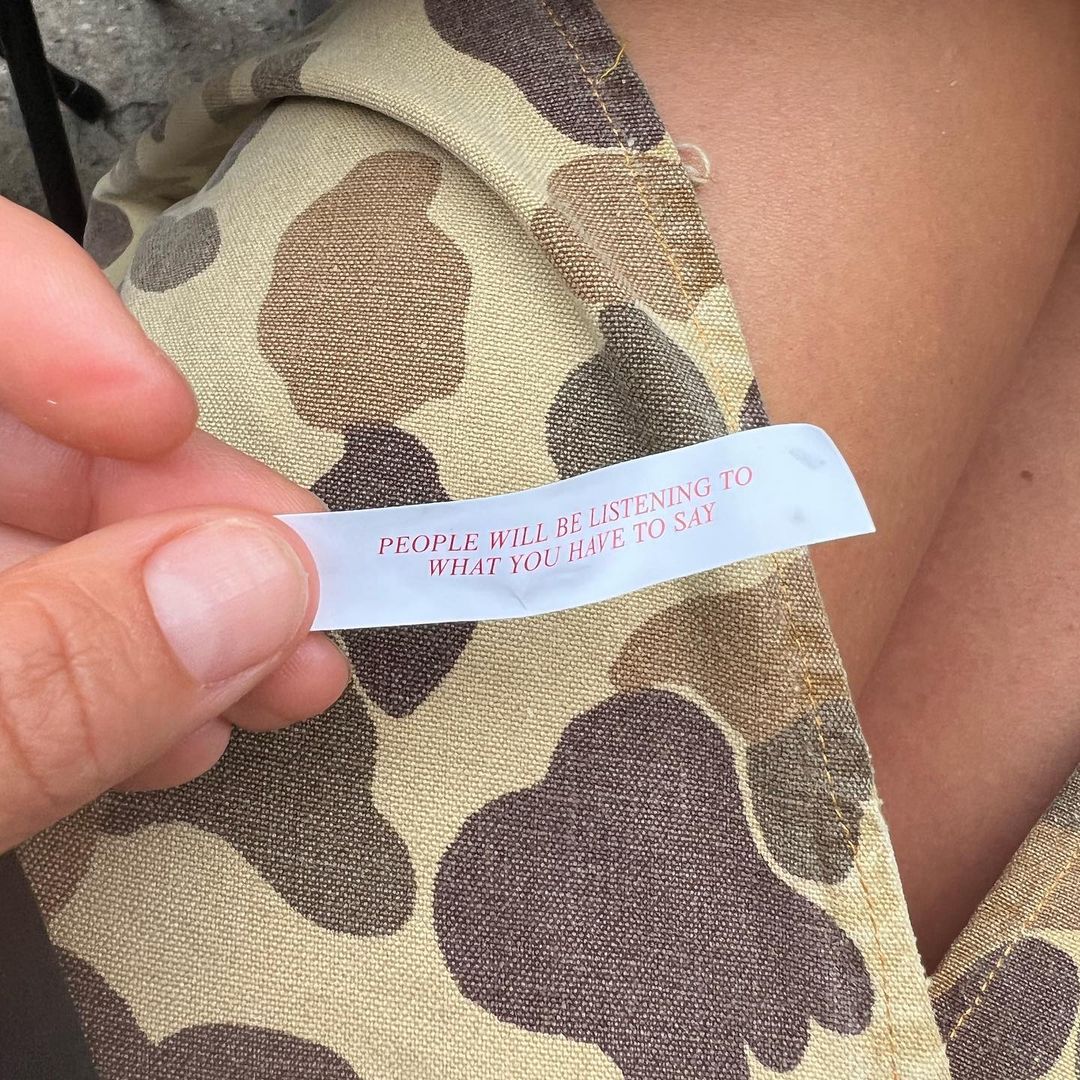 PEOPLE WILL BE LISTENING TO
WHAT YOU HAVE TO SAY